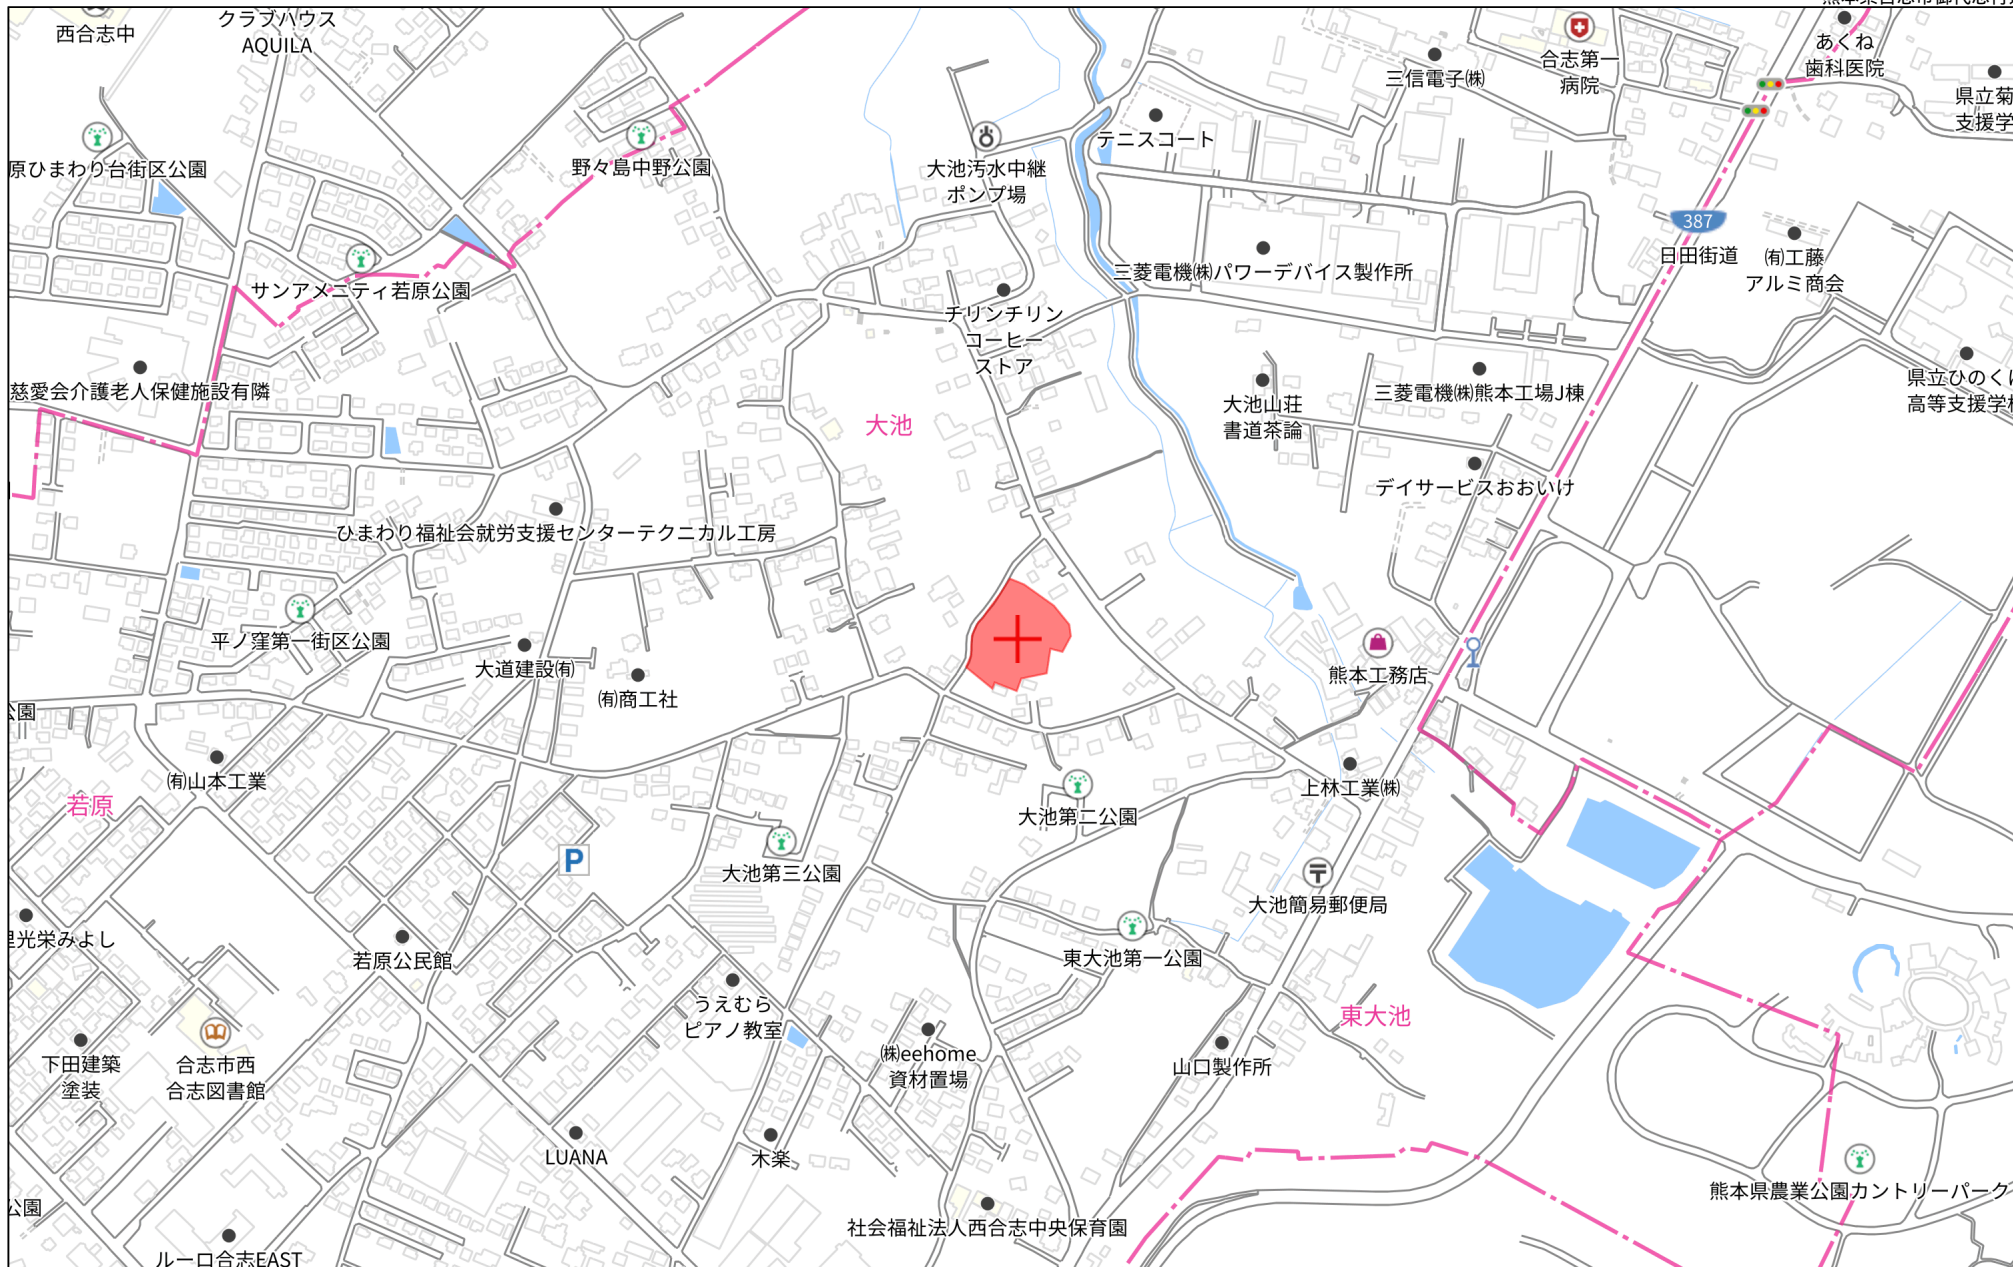 西合志中
クラブハウス
AQUILA
三信電子㈱
合志第一
病院
あくね
歯科医院
県立菊
支援学
原ひまわり台街区公園
野々島中野公園
大池汚水中継
ポンプ場
テニスコート
387
日田街道
㈲工藤
アルミ商会
サンアメニティ若原公園
三菱電機㈱パワーデバイス製作所
チリンチリン
コーヒー
ストア
慈愛会介護老人保健施設有隣
大池山荘
書道茶論
三菱電機㈱熊本工場J棟
県立ひのくに
高等支援学校
大池
デイサービスおおいけ
ひまわり福祉会就労支援センターテクニカル工房
平ノ窪第一街区公園
大道建設㈲
㈲商工社
熊本工務店
公園
㈲山本工業
若原
上林工業㈱
大池第二公園
P
大池第三公園
大池簡易郵便局
里光栄みよし
若原公民館
東大池第一公園
うえむら
ピアノ教室
東大池
㈱eehome
資材置場
山口製作所
下田建築
塗装
合志市西
合志図書館
LUANA
木楽
熊本県農業公園カントリーパーク
公園
社会福祉法人西合志中央保育園
ルーロ合志EAST